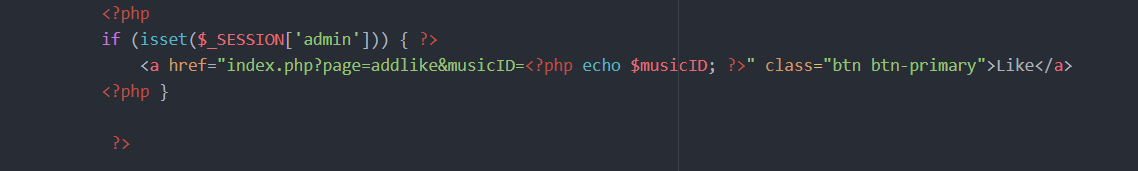 <?php
if (isset($_SESSION['admin'])) { ?>
<a href="index.php?page=addlike&musicID=<?php echo $musicID; ?>" class="btn btn-primary">Like</a>
<?php }
?>